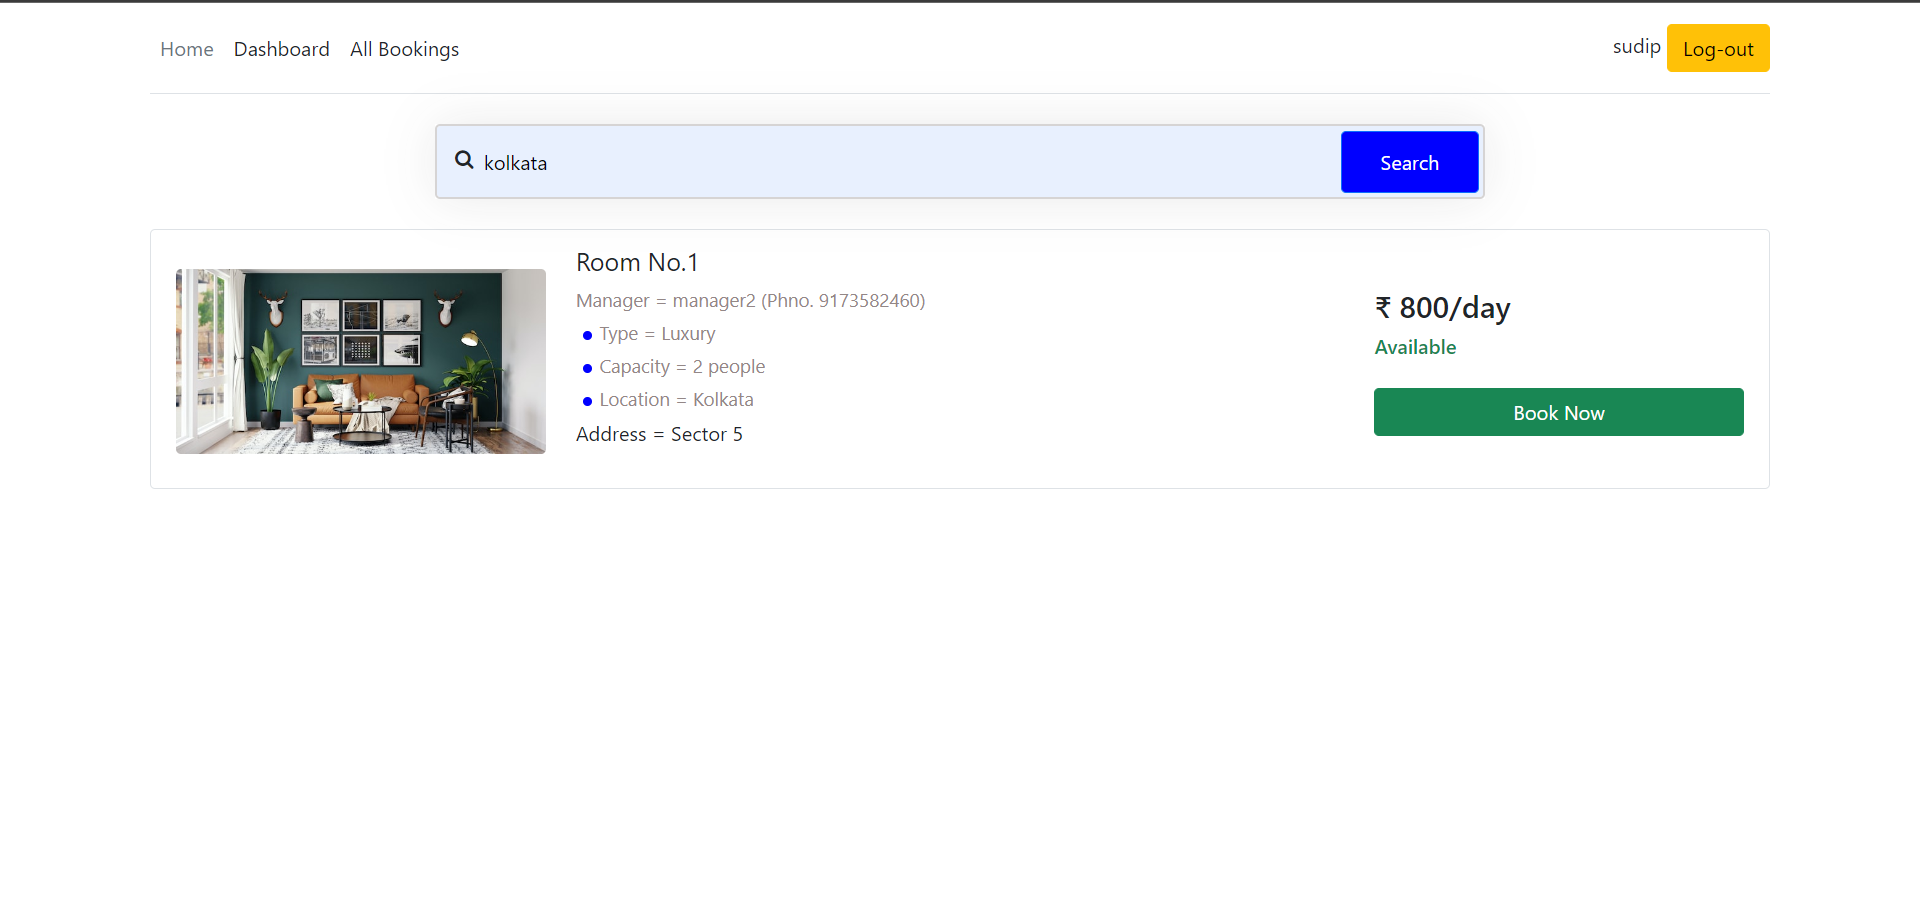 Home Dashboard All Bookings sudip Log-out
kolkata Search
Room No.1
Manager = manager2 (Phno. 9173582460)
Type = Luxury
Capacity = 2 people
Location = Kolkata
Address = Sector 5
₹ 800/day
Available
Book Now